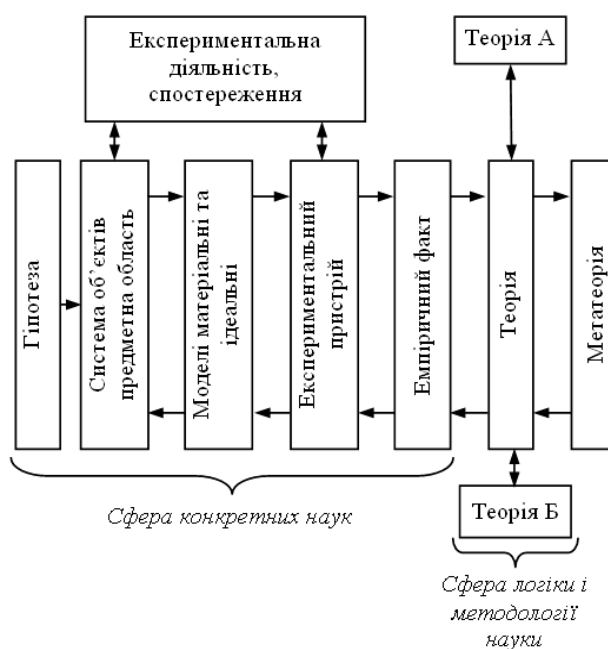 Експериментальна
діяльність,
спостереження
Теорія А
Гіпотеза
Система об’єктів
предметна область
Моделі матеріальні та
ідеальні
Експериментальний
пристрій
Емпіричний факт
Теорія
Метатеорія
Сфера конкретних наук
Теорія Б
Сфера логіки і
методології
науки